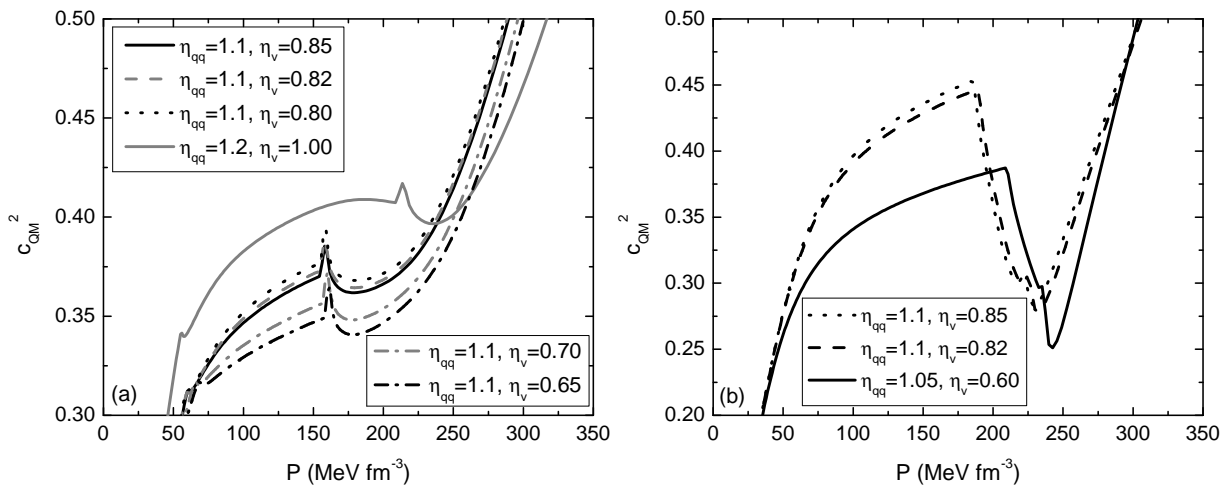 0.50
0.45
0.40
0.35
0.30
c_QM^2
η_qq=1.1, η_v=0.85
η_qq=1.1, η_v=0.82
η_qq=1.1, η_v=0.80
η_qq=1.2, η_v=1.00
η_qq=1.1, η_v=0.70
η_qq=1.1, η_v=0.65
(a)
0 50 100 150 200 250 300 350
P (MeV fm^-3)
0.50
0.45
0.40
0.35
0.30
0.25
0.20
c_QM^2
η_qq=1.1, η_v=0.85
η_qq=1.1, η_v=0.82
η_qq=1.05, η_v=0.60
(b)
0 50 100 150 200 250 300 350
P (MeV fm^-3)